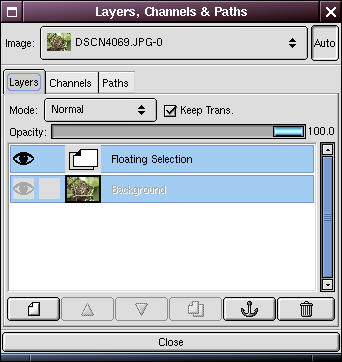 Layers, Channels & Paths
Image: DSCN4069.JPG-0 Auto
Layers Channels Paths
Mode: Normal Keep Trans.
Opacity: 100.0
Floating Selection
Background
Close